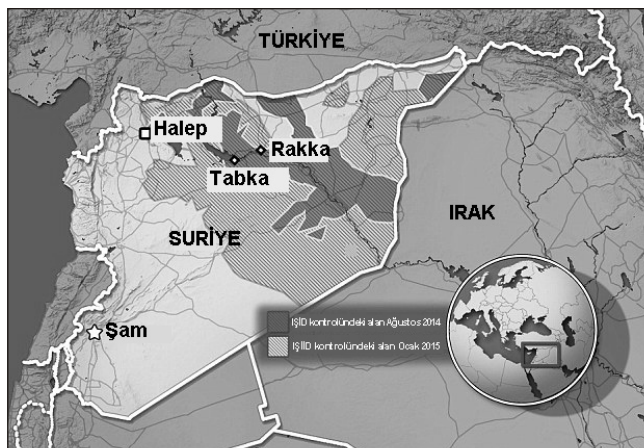 TÜRKİYE
Halep
Rakka
Tabka
IRAK
SURİYE
Şam
IŞİD kontrolündeki alan Ağustos 2014
IŞİD kontrolündeki alan Ocak 2015